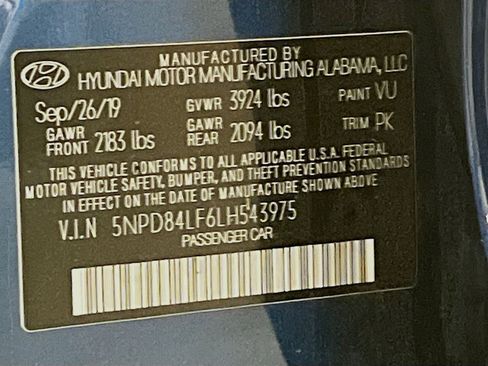 MANUFACTURED BY
HYUNDAI MOTOR MANUFACTURING ALABAMA, LLC
Sep/26/19 GVWR 3924 lbs PAINT VU
GAWR FRONT 2183 lbs GAWR REAR 2094 lbs TRIM PK
THIS VEHICLE CONFORMS TO ALL APPLICABLE U.S.A. FEDERAL
MOTOR VEHICLE SAFETY, BUMPER, AND THEFT PREVENTION
STANDARDS IN EFFECT ON THE DATE OF MANUFACTURE SHOWN ABOVE
V.I.N 5NPD84LF6LH543975
PASSENGER CAR